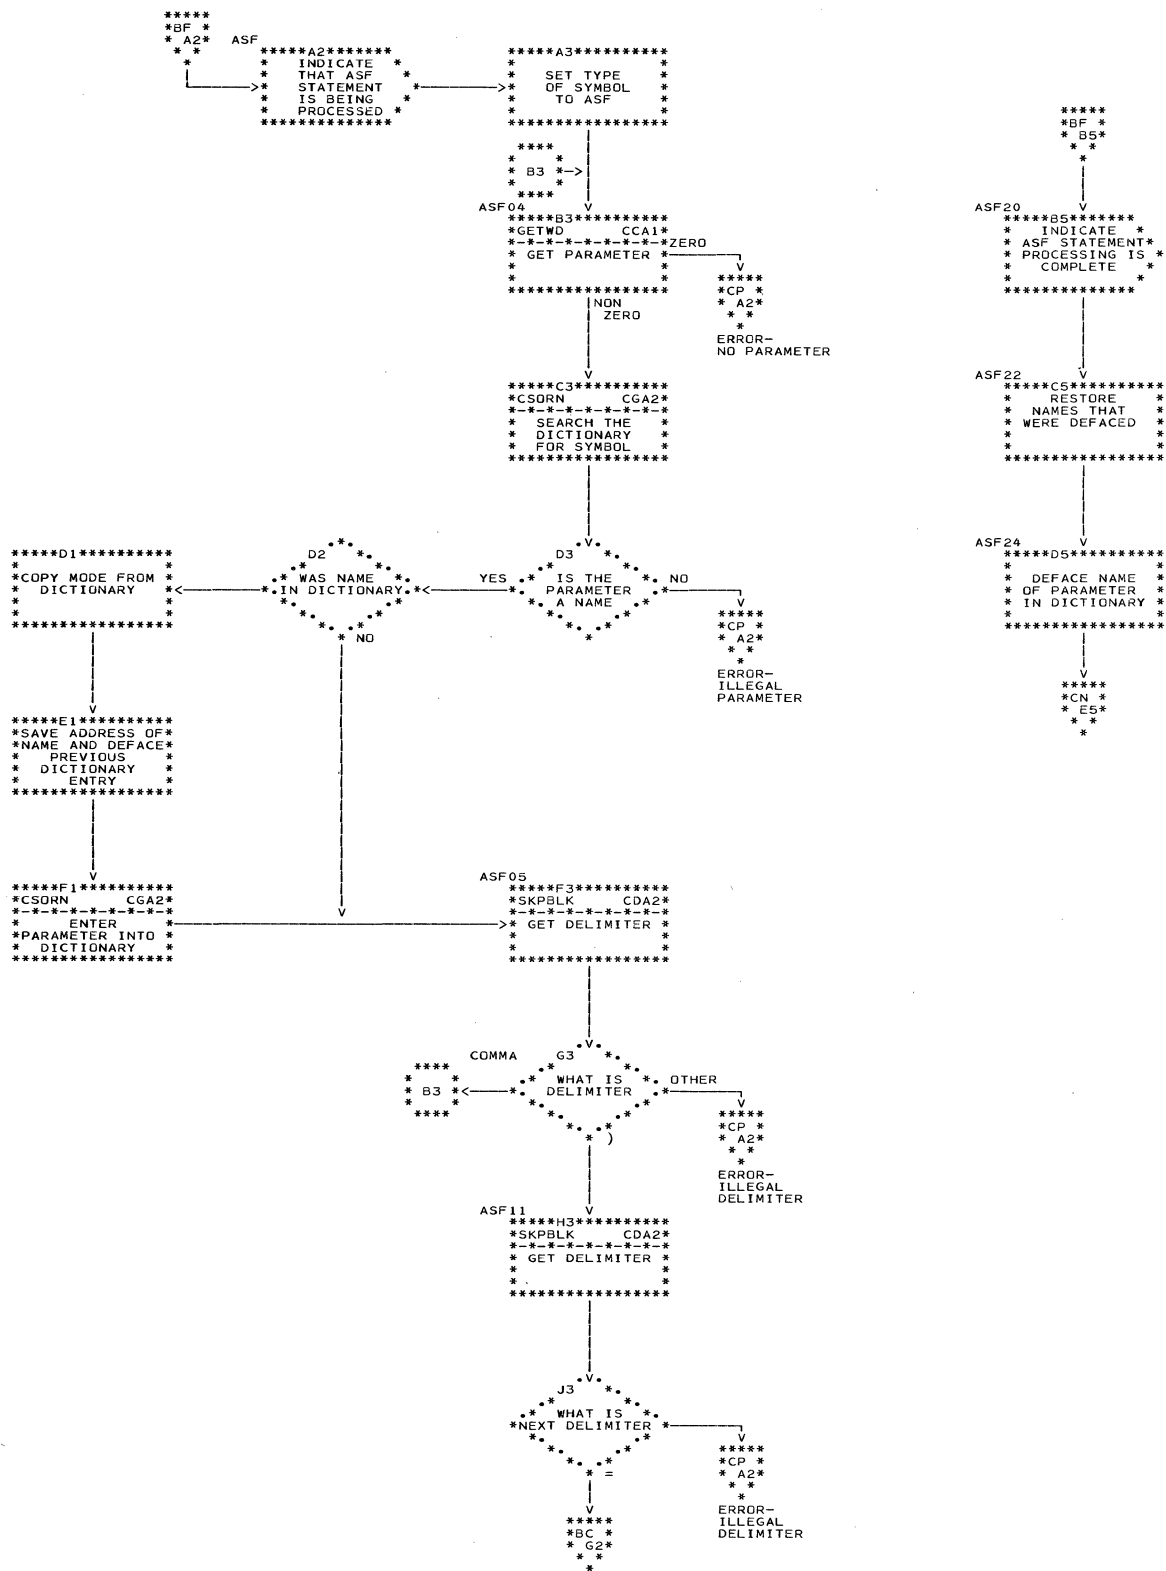 BF
A2
ASF
A2
INDICATE
THAT ASF
STATEMENT
IS BEING
PROCESSED
A3
SET TYPE
OF SYMBOL
TO ASF
B3
ASF04
B3
GETWD CCA1
ZERO
GET PARAMETER
CP
A2
ERROR-
NO PARAMETER
NON
ZERO
C3
CSORN CGA2
SEARCH THE
DICTIONARY
FOR SYMBOL
D3
IS THE
PARAMETER
A NAME
YES
NO
CP
A2
ERROR-
ILLEGAL
PARAMETER
D2
WAS NAME
IN DICTIONARY
NO
D1
COPY MODE FROM
DICTIONARY
E1
SAVE ADDRESS OF
NAME AND DEFACE
PREVIOUS
DICTIONARY
ENTRY
F1
CSORN CGA2
ENTER
PARAMETER INTO
DICTIONARY
ASF05
F3
SKPBLK CDA2
GET DELIMITER
G3
WHAT IS
DELIMITER
COMMA
B3
OTHER
CP
A2
ERROR-
ILLEGAL
DELIMITER
)
ASF11
H3
SKPBLK CDA2
GET DELIMITER
J3
WHAT IS
NEXT DELIMITER
CP
A2
ERROR-
ILLEGAL
DELIMITER
=
BC
G2
BF
B5
ASF20
B5
INDICATE
ASF STATEMENT
PROCESSING IS
COMPLETE
ASF22
C5
RESTORE
NAMES THAT
WERE DEFACED
ASF24
D5
DEFACE NAME
OF PARAMETER
IN DICTIONARY
CN
E5